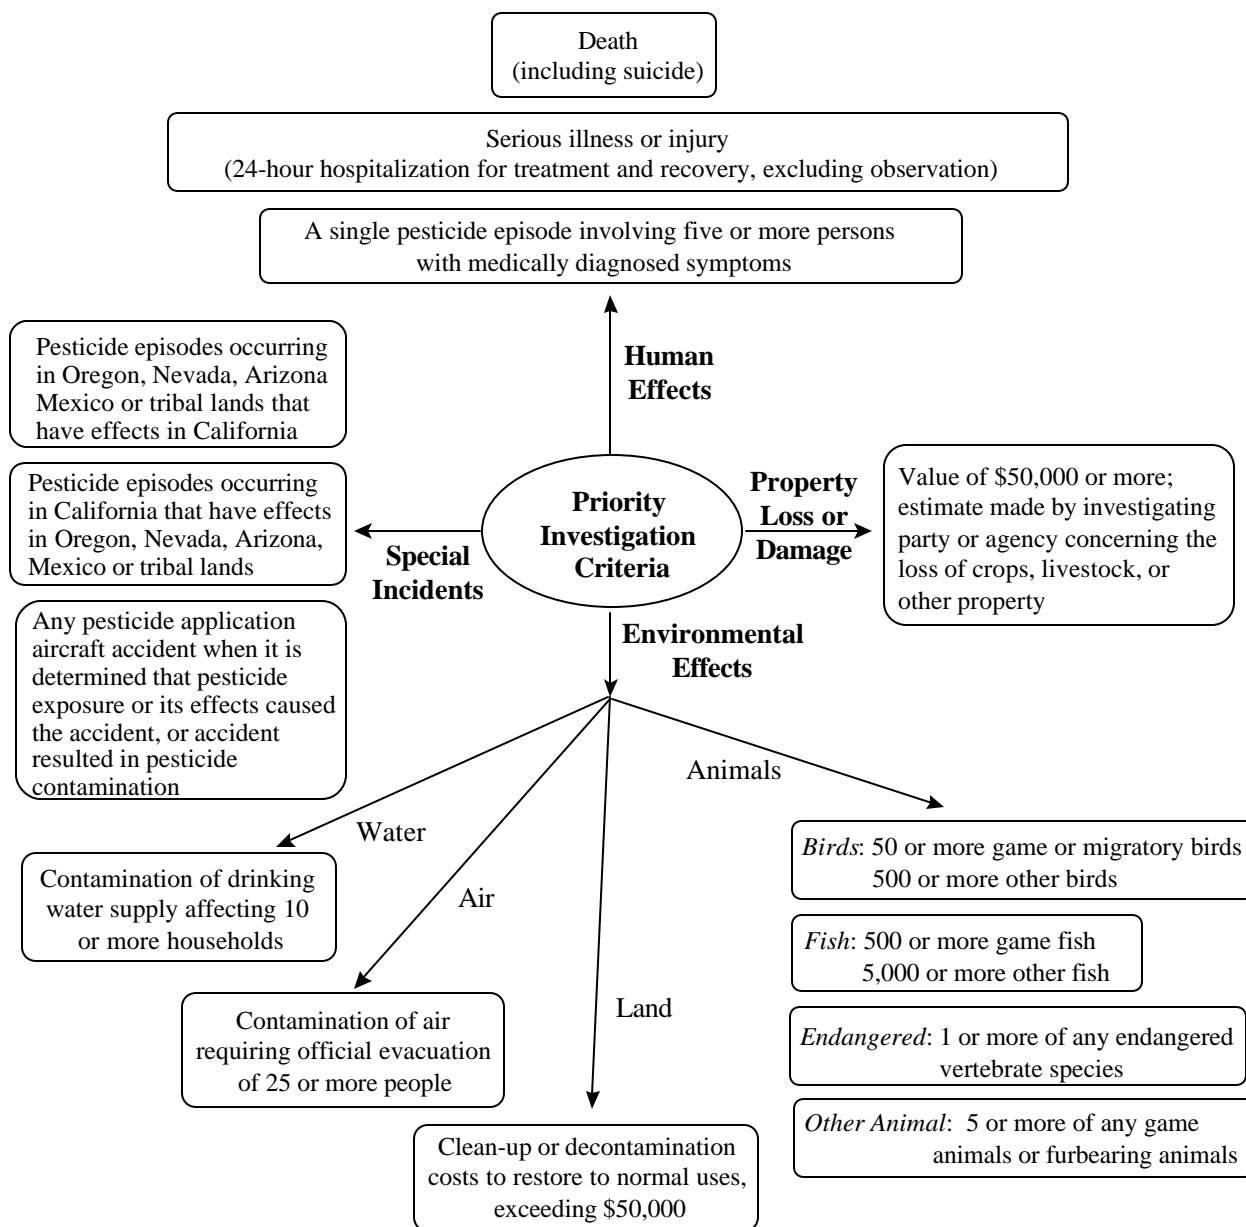 Death
(including suicide)
Serious illness or injury
(24-hour hospitalization for treatment and recovery, excluding observation)
A single pesticide episode involving five or more persons
with medically diagnosed symptoms
Human
Effects
Pesticide episodes occurring
in Oregon, Nevada, Arizona
Mexico or tribal lands that
have effects in California
Pesticide episodes occurring
in California that have effects
in Oregon, Nevada, Arizona,
Mexico or tribal lands
Any pesticide application
aircraft accident when it is
determined that pesticide
exposure or its effects caused
the accident, or accident
resulted in pesticide
contamination
Special
Incidents
Priority
Investigation
Criteria
Property
Loss or
Damage
Value of $50,000 or more;
estimate made by investigating
party or agency concerning the
loss of crops, livestock, or
other property
Environmental
Effects
Water
Contamination of drinking
water supply affecting 10
or more households
Air
Contamination of air
requiring official evacuation
of 25 or more people
Land
Clean-up or decontamination
costs to restore to normal uses,
exceeding $50,000
Animals
Birds: 50 or more game or migratory birds
500 or more other birds
Fish: 500 or more game fish
5,000 or more other fish
Endangered: 1 or more of any endangered
vertebrate species
Other Animal: 5 or more of any game
animals or furbearing animals